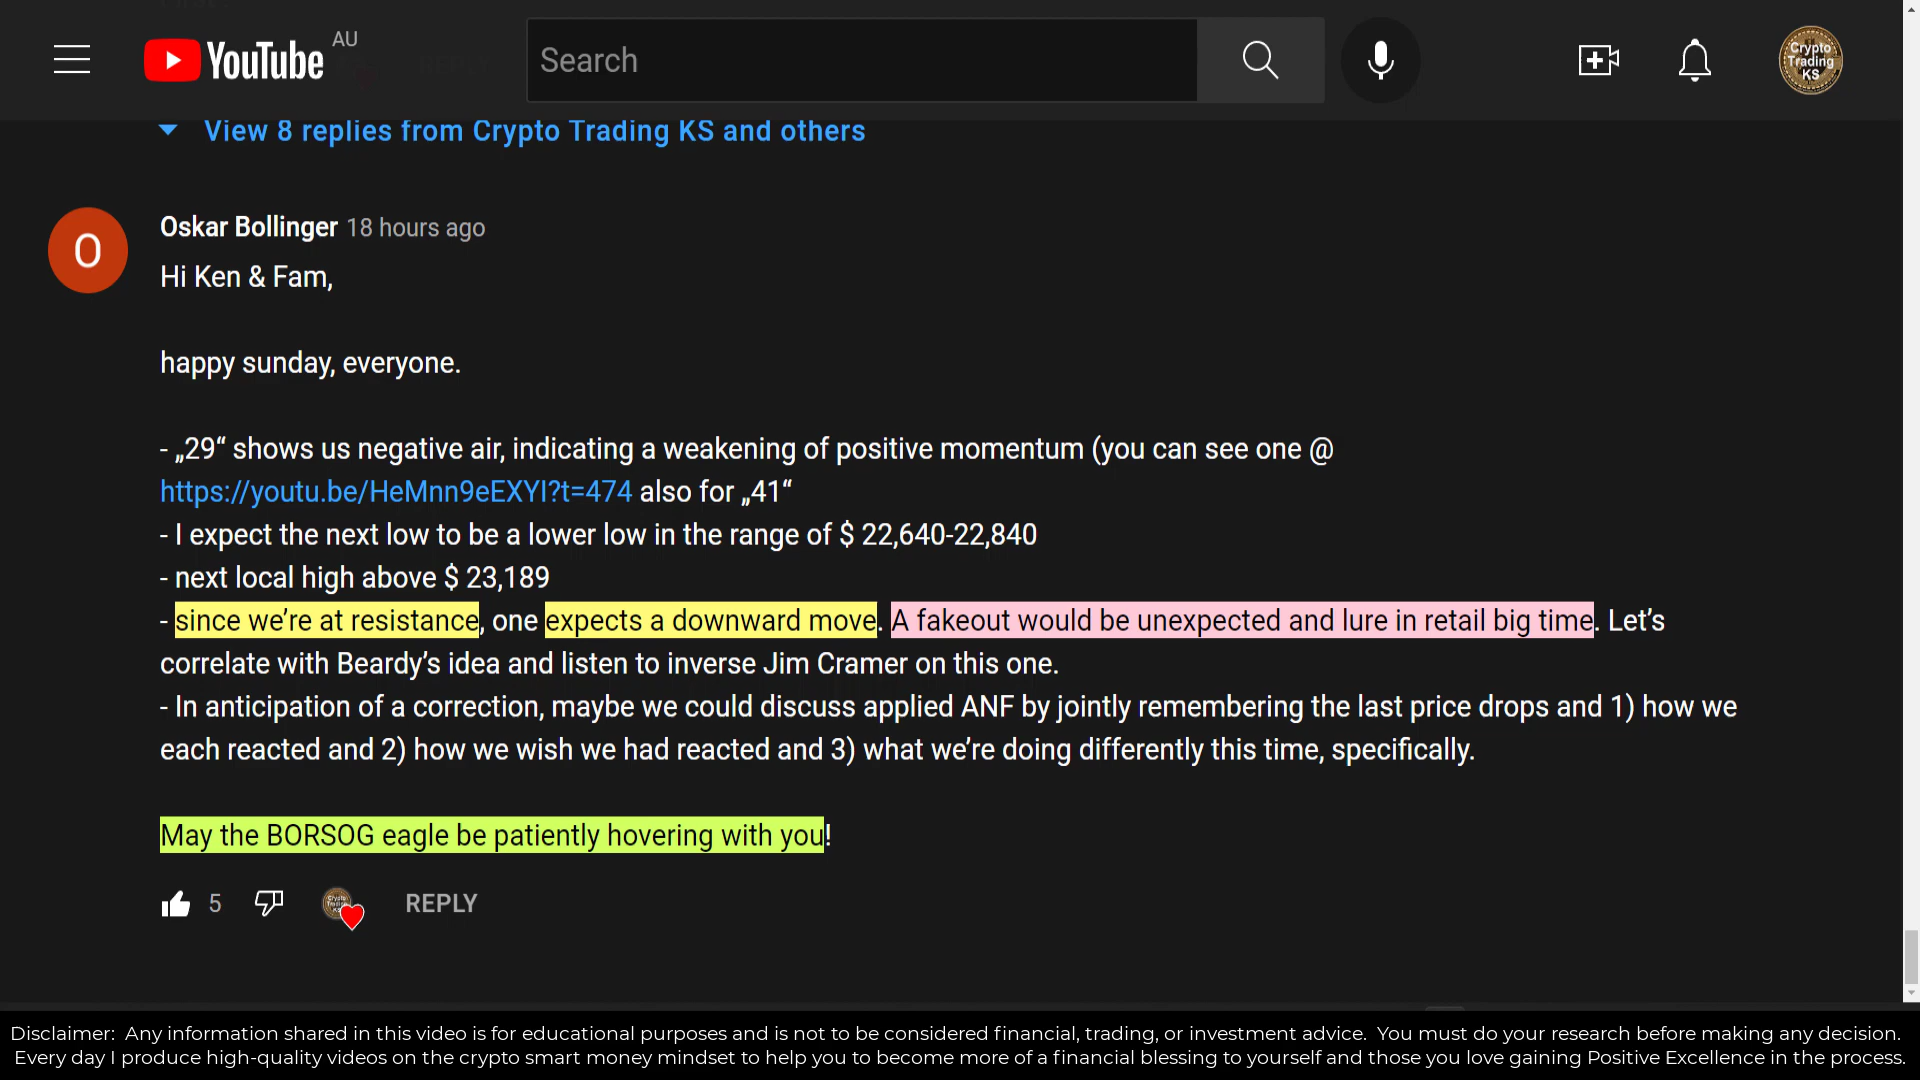 YouTube
AU
Search
Crypto
Trading
KS
View 8 replies from Crypto Trading KS and others
O
Oskar Bollinger 18 hours ago
Hi Ken & Fam,
happy sunday, everyone.
- „29“ shows us negative air, indicating a weakening of positive momentum (you can see one @
https://youtu.be/HeMnn9eEXYI?t=474 also for „41“
- I expect the next low to be a lower low in the range of $ 22,640-22,840
- next local high above $ 23,189
- since we’re at resistance, one expects a downward move. A fakeout would be unexpected and lure in retail big time. Let’s
correlate with Beardy’s idea and listen to inverse Jim Cramer on this one.
- In anticipation of a correction, maybe we could discuss applied ANF by jointly remembering the last price drops and 1) how we
each reacted and 2) how we wish we had reacted and 3) what we’re doing differently this time, specifically.
May the BORSOG eagle be patiently hovering with you!
5
REPLY
Disclaimer: Any information shared in this video is for educational purposes and is not to be considered financial, trading, or investment advice. You must do your research before making any decision.
Every day I produce high-quality videos on the crypto smart money mindset to help you to become more of a financial blessing to yourself and those you love gaining Positive Excellence in the process.